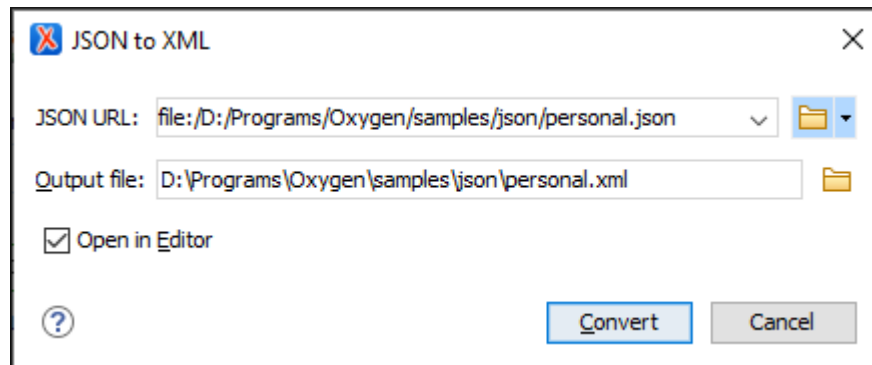 JSON to XML
JSON URL: file:/D:/Programs/Oxygen/samples/json/personal.json
Output file: D:\Programs\Oxygen\samples\json\personal.xml
Open in Editor
? Convert Cancel